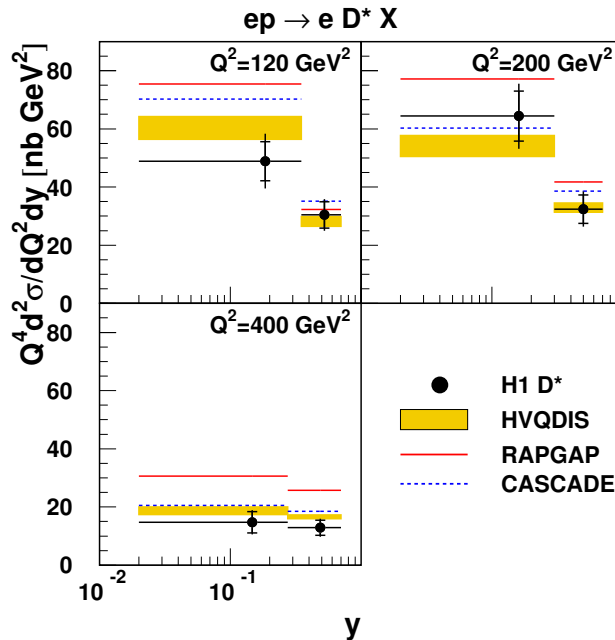 ep → e D* X
Q⁴d²σ/dQ²dy [nb GeV²]
Q²=120 GeV²
Q²=200 GeV²
80
60
40
20
0
Q²=400 GeV²
80
60
40
20
0
H1 D*
HVQDIS
RAPGAP
CASCADE
10⁻² 10⁻¹
y